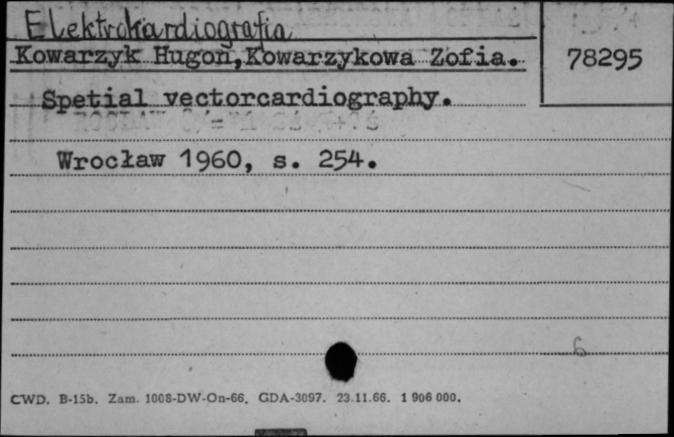 Elektrokardiografia
Kowarzyk Hugon, Kowarzykowa Zofia.
78295
Spetial vectorcardiography.
Wrocław 1960, s. 254.
6
CWD. B-15b. Zam. 1008-DW-On-66. GDA-3097. 23.11.66. 1 906 000.